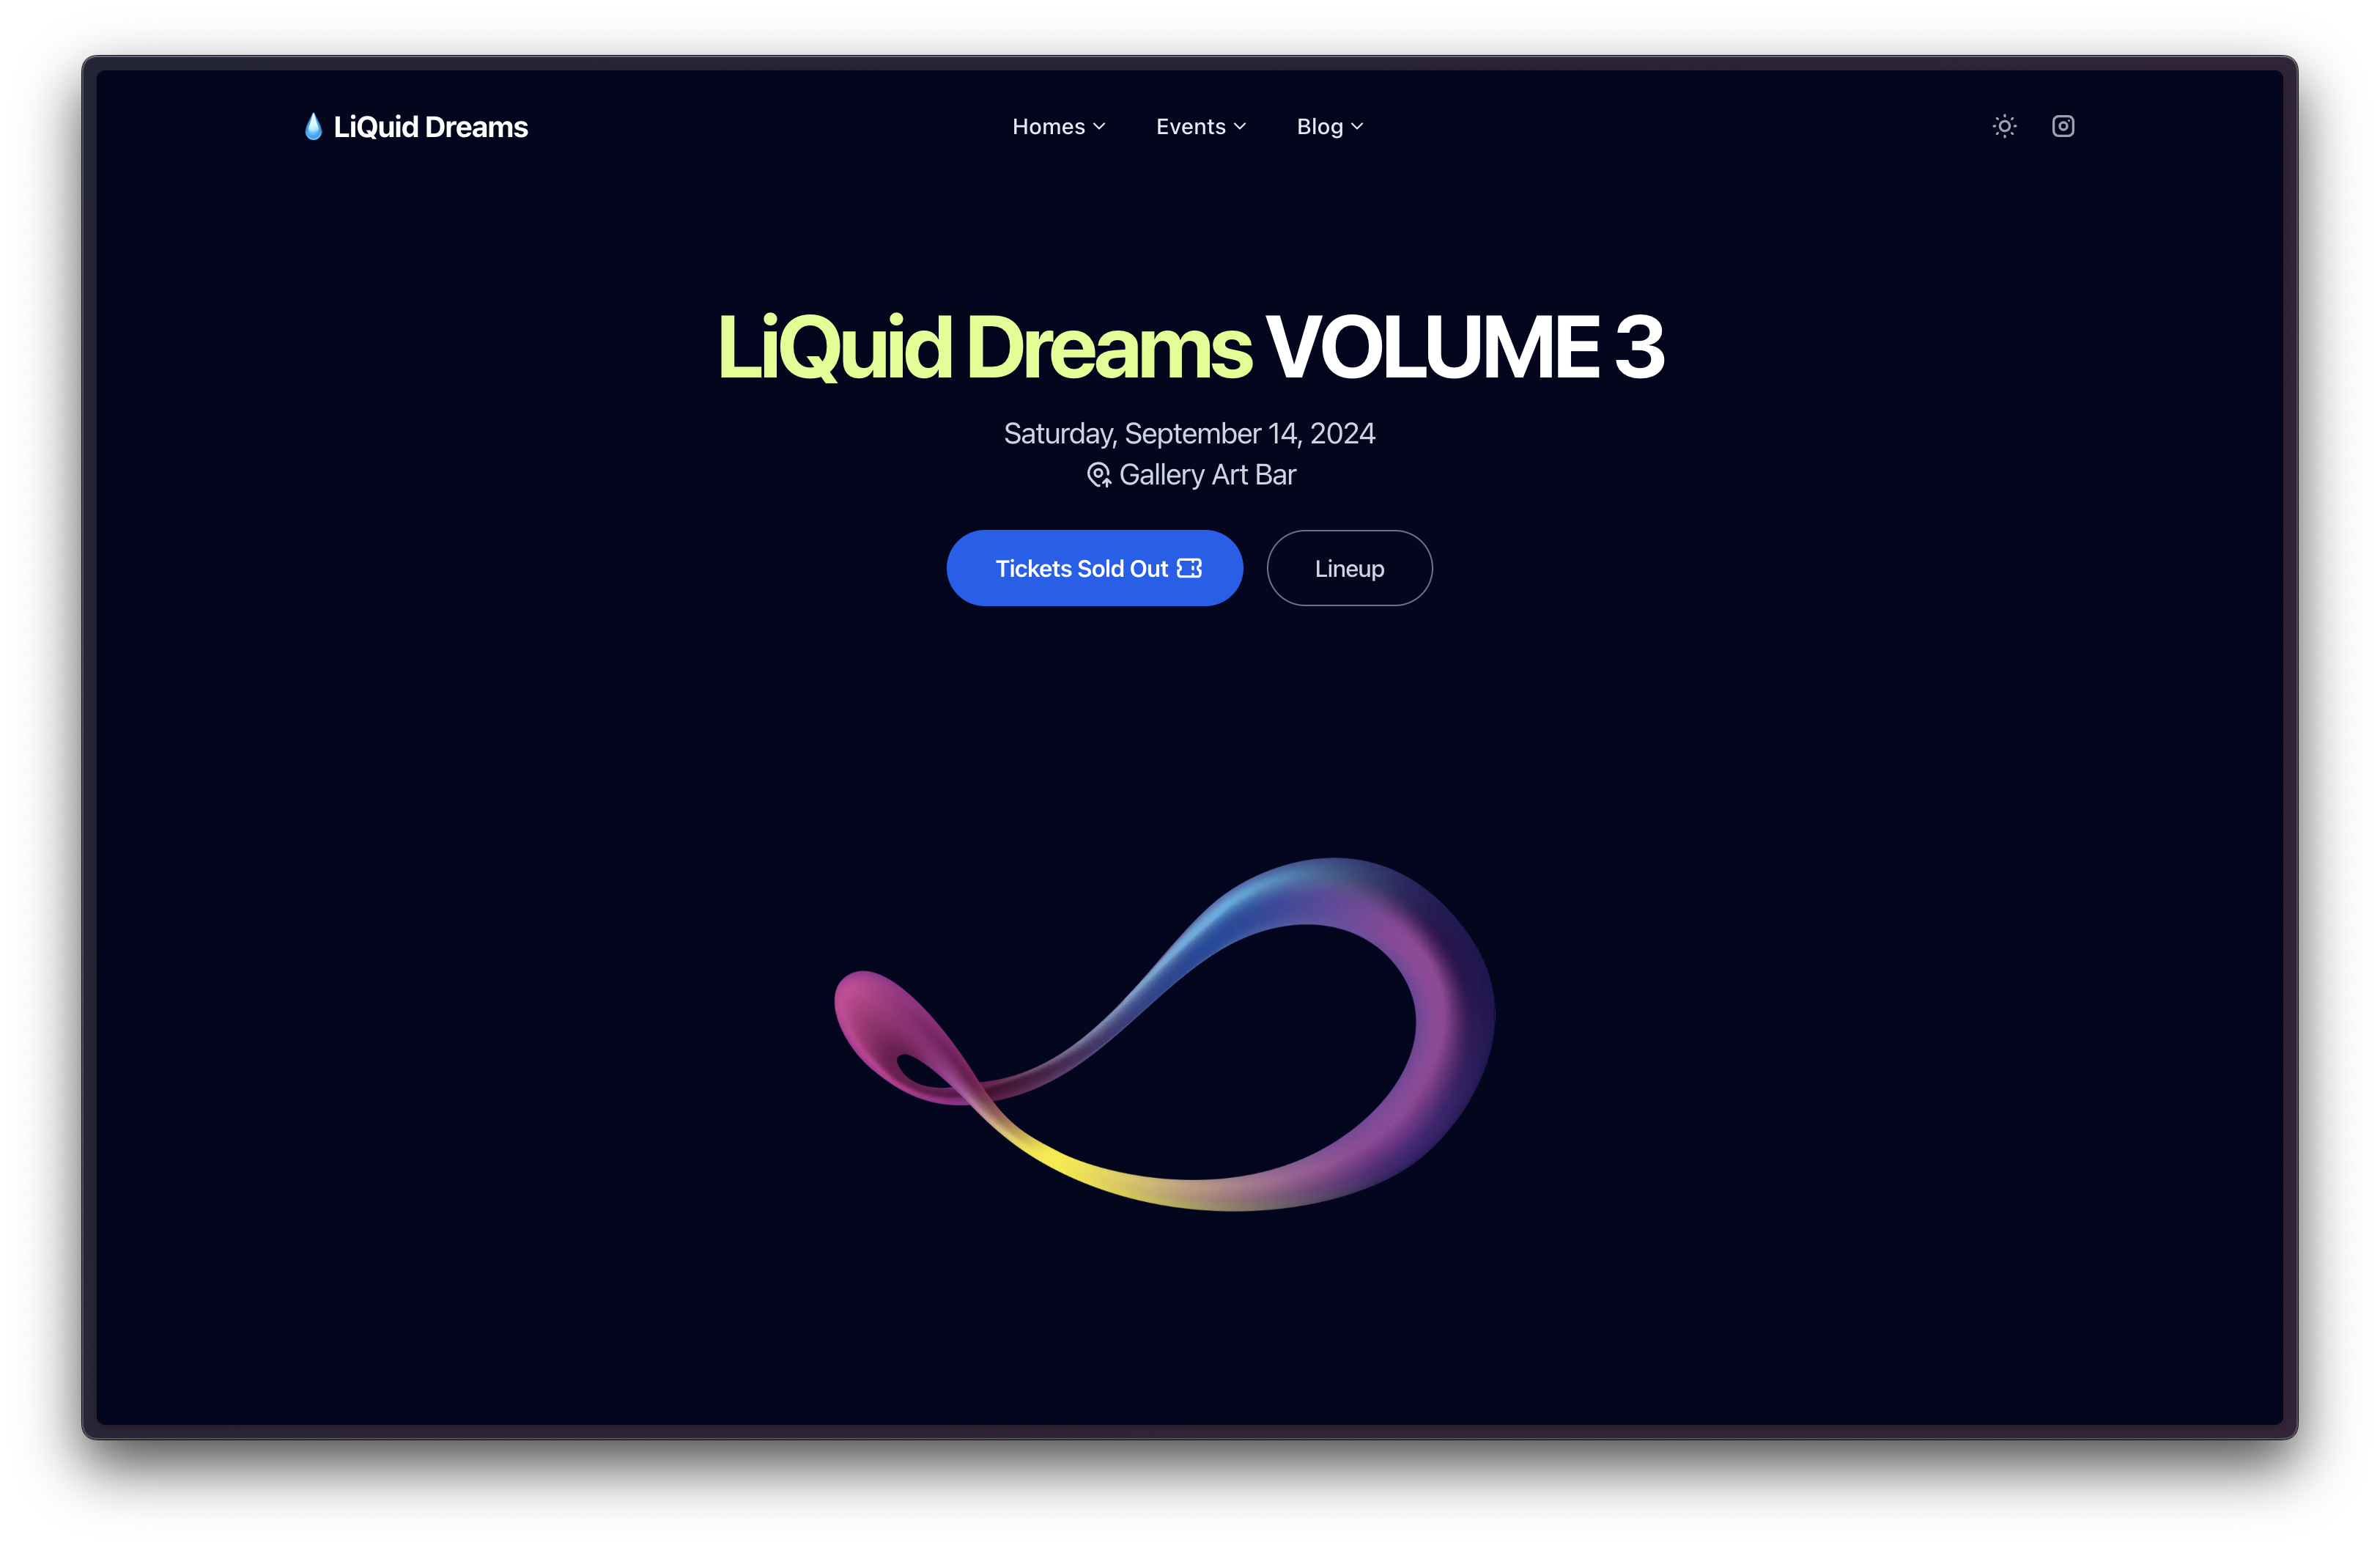 💧 LiQuid Dreams
Homes Events Blog
LiQuid Dreams VOLUME 3
Saturday, September 14, 2024
Gallery Art Bar
Tickets Sold Out
Lineup